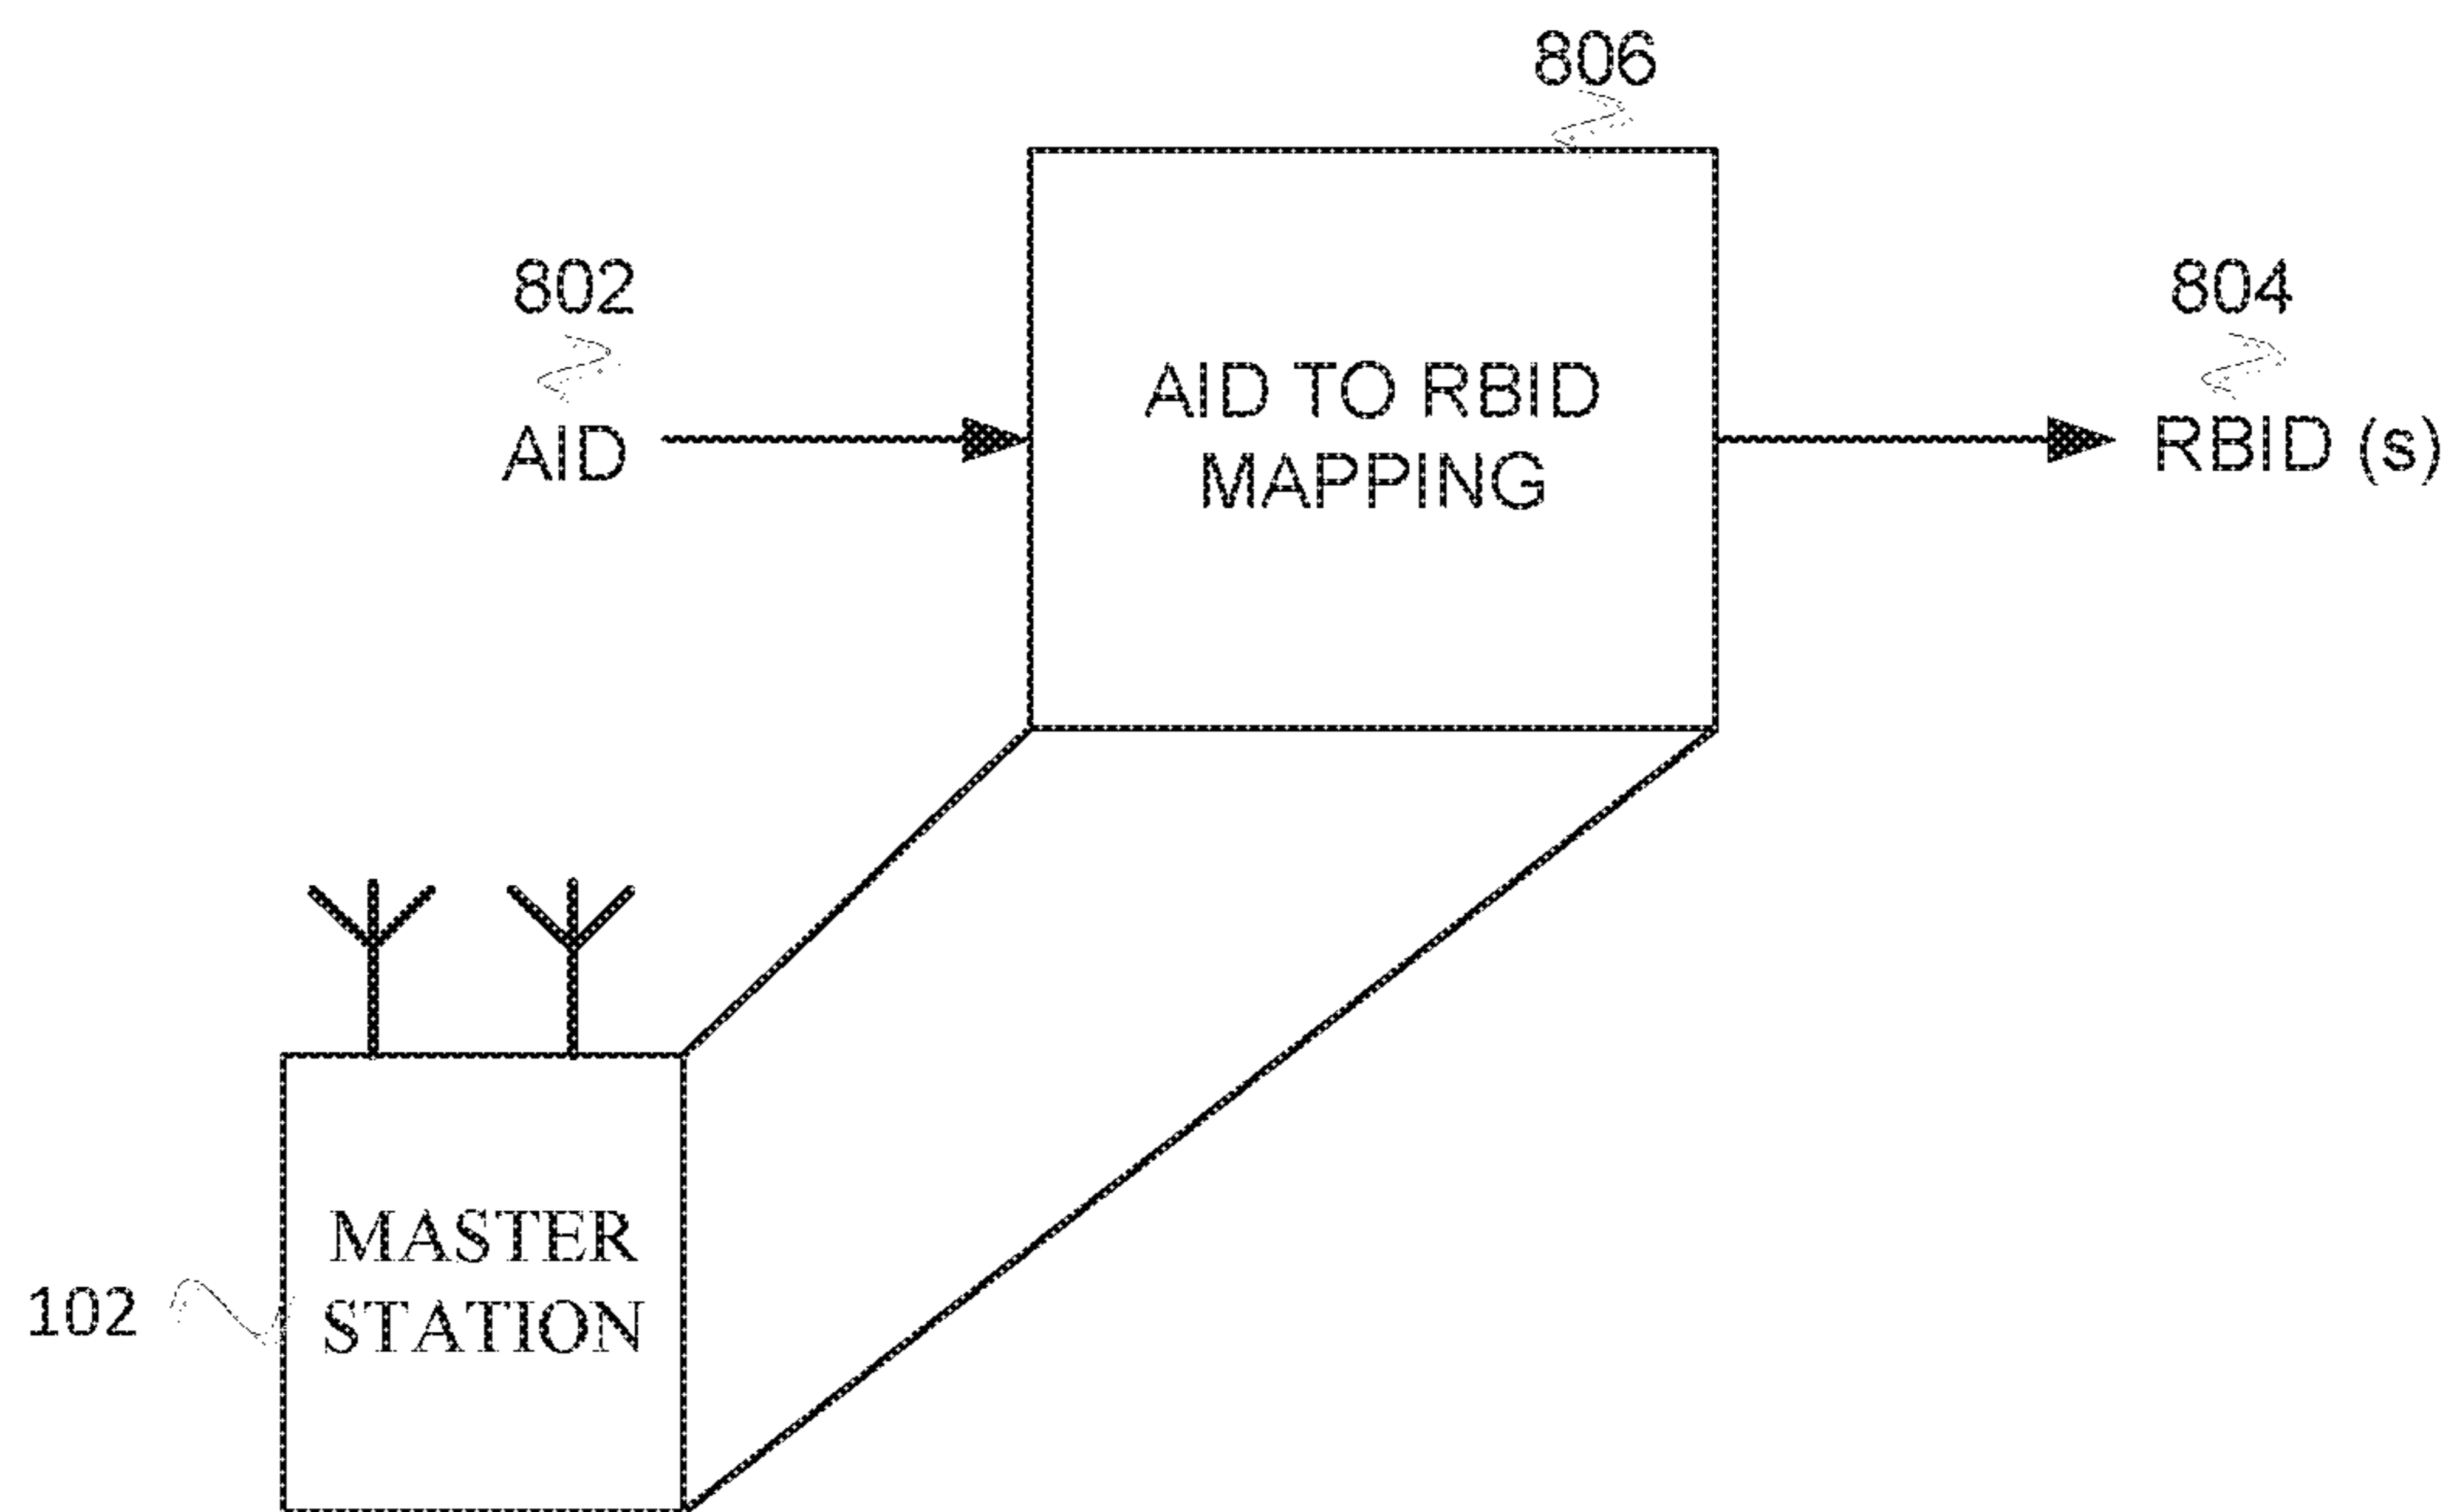 806
802
804
AID TO RBID
MAPPING
AID
RBID (s)
MASTER
STATION
102